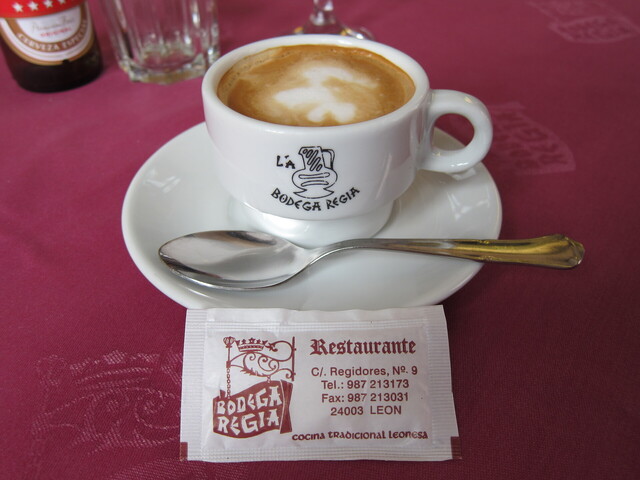 CERVEZA ESPECIAL
L'A
BODEGA REGIA
BODEGA
REGIA
Restaurante
C/. Regidores, Nº. 9
Tel.: 987 213173
Fax: 987 213031
24003 LEON
COCINA TRADICIONAL LEONESA